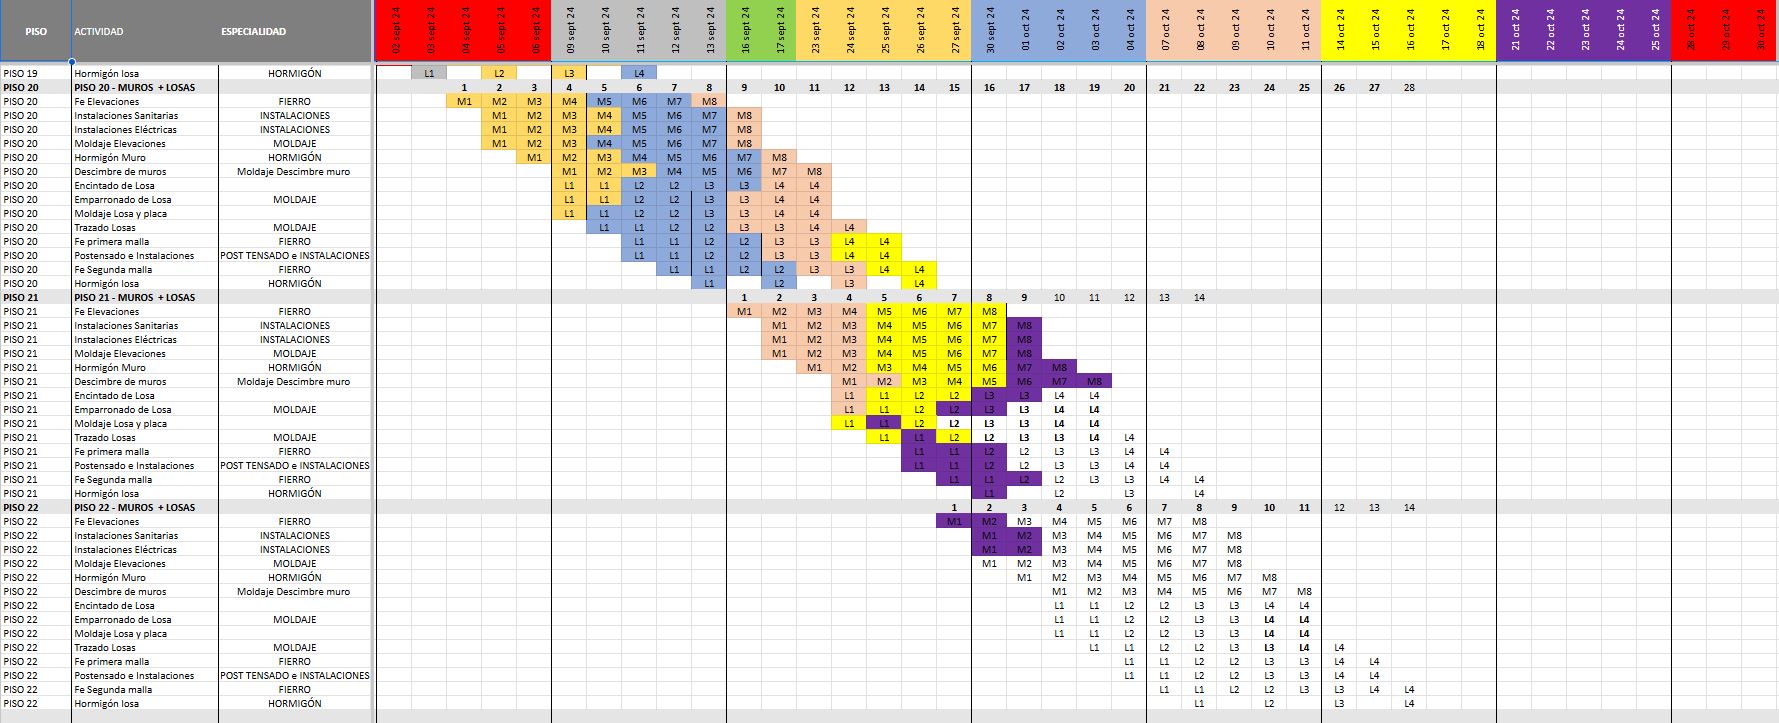 PISO ACTIVIDAD ESPECIALIDAD 02 sept 24 03 sept 24 04 sept 24 05 sept 24 06 sept 24 09 sept 24 10 sept 24 11 sept 24 12 sept 24 13 sept 24 16 sept 24 17 sept 24 23 sept 24 24 sept 24 25 sept 24 26 sept 24 27 sept 24 30 sept 24 01 oct 24 02 oct 24 03 oct 24 04 oct 24 07 oct 24 08 oct 24 09 oct 24 10 oct 24 11 oct 24 14 oct 24 15 oct 24 16 oct 24 17 oct 24 18 oct 24 21 oct 24 22 oct 24 23 oct 24 24 oct 24 25 oct 24 28 oct 24 29 oct 24 30 oct 24
PISO 19 Hormigón losa HORMIGÓN L1 L2 L3 L4
PISO 20 PISO 20 - MUROS + LOSAS 1 2 3 4 5 6 7 8 9 10 11 12 13 14 15 16 17 18 19 20 21 22 23 24 25 26 27 28
PISO 20 Fe Elevaciones FIERRO M1 M2 M3 M4 M5 M6 M7 M8
PISO 20 Instalaciones Sanitarias INSTALACIONES M1 M2 M3 M4 M5 M6 M7 M8
PISO 20 Instalaciones Eléctricas INSTALACIONES M1 M2 M3 M4 M5 M6 M7 M8
PISO 20 Moldaje Elevaciones MOLDAJE M1 M2 M3 M4 M5 M6 M7 M8
PISO 20 Hormigón Muro HORMIGÓN M1 M2 M3 M4 M5 M6 M7 M8
PISO 20 Descimbre de muros Moldaje Descimbre muro M1 M2 M3 M4 M5 M6 M7 M8
PISO 20 Encintado de Losa L1 L1 L2 L2 L3 L3 L4 L4
PISO 20 Emparronado de Losa MOLDAJE L1 L1 L2 L2 L3 L3 L4 L4
PISO 20 Moldaje Losa y placa L1 L1 L2 L2 L3 L3 L4 L4
PISO 20 Trazado Losas MOLDAJE L1 L1 L2 L2 L3 L3 L4 L4
PISO 20 Fe primera malla FIERRO L1 L1 L2 L2 L3 L3 L4 L4
PISO 20 Postensado e Instalaciones POST TENSADO e INSTALACIONES L1 L1 L2 L2 L3 L3 L4 L4
PISO 20 Fe Segunda malla FIERRO L1 L1 L2 L2 L3 L3 L4 L4
PISO 20 Hormigón losa HORMIGÓN L1 L2 L3 L4
PISO 21 PISO 21 - MUROS + LOSAS 1 2 3 4 5 6 7 8 9 10 11 12 13 14
PISO 21 Fe Elevaciones FIERRO M1 M2 M3 M4 M5 M6 M7 M8
PISO 21 Instalaciones Sanitarias INSTALACIONES M1 M2 M3 M4 M5 M6 M7 M8
PISO 21 Instalaciones Eléctricas INSTALACIONES M1 M2 M3 M4 M5 M6 M7 M8
PISO 21 Moldaje Elevaciones MOLDAJE M1 M2 M3 M4 M5 M6 M7 M8
PISO 21 Hormigón Muro HORMIGÓN M1 M2 M3 M4 M5 M6 M7 M8
PISO 21 Descimbre de muros Moldaje Descimbre muro M1 M2 M3 M4 M5 M6 M7 M8
PISO 21 Encintado de Losa L1 L1 L2 L2 L3 L3 L4 L4
PISO 21 Emparronado de Losa MOLDAJE L1 L1 L2 L2 L3 L3 L4 L4
PISO 21 Moldaje Losa y placa L1 L1 L2 L2 L3 L3 L4 L4
PISO 21 Trazado Losas MOLDAJE L1 L1 L2 L2 L3 L3 L4 L4
PISO 21 Fe primera malla FIERRO L1 L1 L2 L2 L3 L3 L4 L4
PISO 21 Postensado e Instalaciones POST TENSADO e INSTALACIONES L1 L1 L2 L2 L3 L3 L4 L4
PISO 21 Fe Segunda malla FIERRO L1 L1 L2 L2 L3 L3 L4 L4
PISO 21 Hormigón losa HORMIGÓN L1 L2 L3 L4
PISO 22 PISO 22 - MUROS + LOSAS 1 2 3 4 5 6 7 8 9 10 11 12 13 14
PISO 22 Fe Elevaciones FIERRO M1 M2 M3 M4 M5 M6 M7 M8
PISO 22 Instalaciones Sanitarias INSTALACIONES M1 M2 M3 M4 M5 M6 M7 M8
PISO 22 Instalaciones Eléctricas INSTALACIONES M1 M2 M3 M4 M5 M6 M7 M8
PISO 22 Moldaje Elevaciones MOLDAJE M1 M2 M3 M4 M5 M6 M7 M8
PISO 22 Hormigón Muro HORMIGÓN M1 M2 M3 M4 M5 M6 M7 M8
PISO 22 Descimbre de muros Moldaje Descimbre muro M1 M2 M3 M4 M5 M6 M7 M8
PISO 22 Encintado de Losa L1 L1 L2 L2 L3 L3 L4 L4
PISO 22 Emparronado de Losa MOLDAJE L1 L1 L2 L2 L3 L3 L4 L4
PISO 22 Moldaje Losa y placa L1 L1 L2 L2 L3 L3 L4 L4
PISO 22 Trazado Losas MOLDAJE L1 L1 L2 L2 L3 L3 L4 L4
PISO 22 Fe primera malla FIERRO L1 L1 L2 L2 L3 L3 L4 L4
PISO 22 Postensado e Instalaciones POST TENSADO e INSTALACIONES L1 L1 L2 L2 L3 L3 L4 L4
PISO 22 Fe Segunda malla FIERRO L1 L1 L2 L2 L3 L3 L4 L4
PISO 22 Hormigón losa HORMIGÓN L1 L2 L3 L4